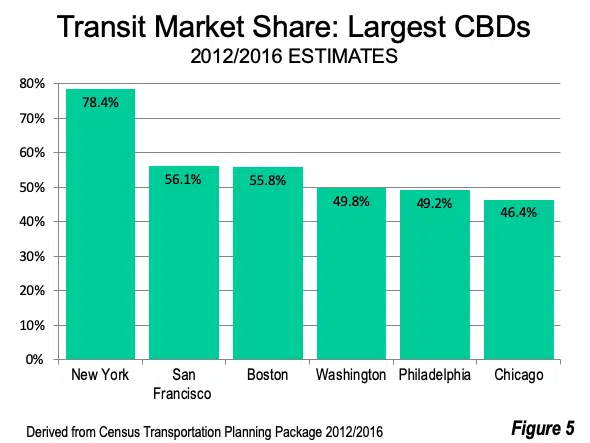 Transit Market Share: Largest CBDs
2012/2016 ESTIMATES
80%
70%
60%
50%
40%
30%
20%
10%
0%
78.4%
56.1%
55.8%
49.8%
49.2%
46.4%
New York
San
Francisco
Boston
Washington
Philadelphia
Chicago
Derived from Census Transportation Planning Package 2012/2016
Figure 5